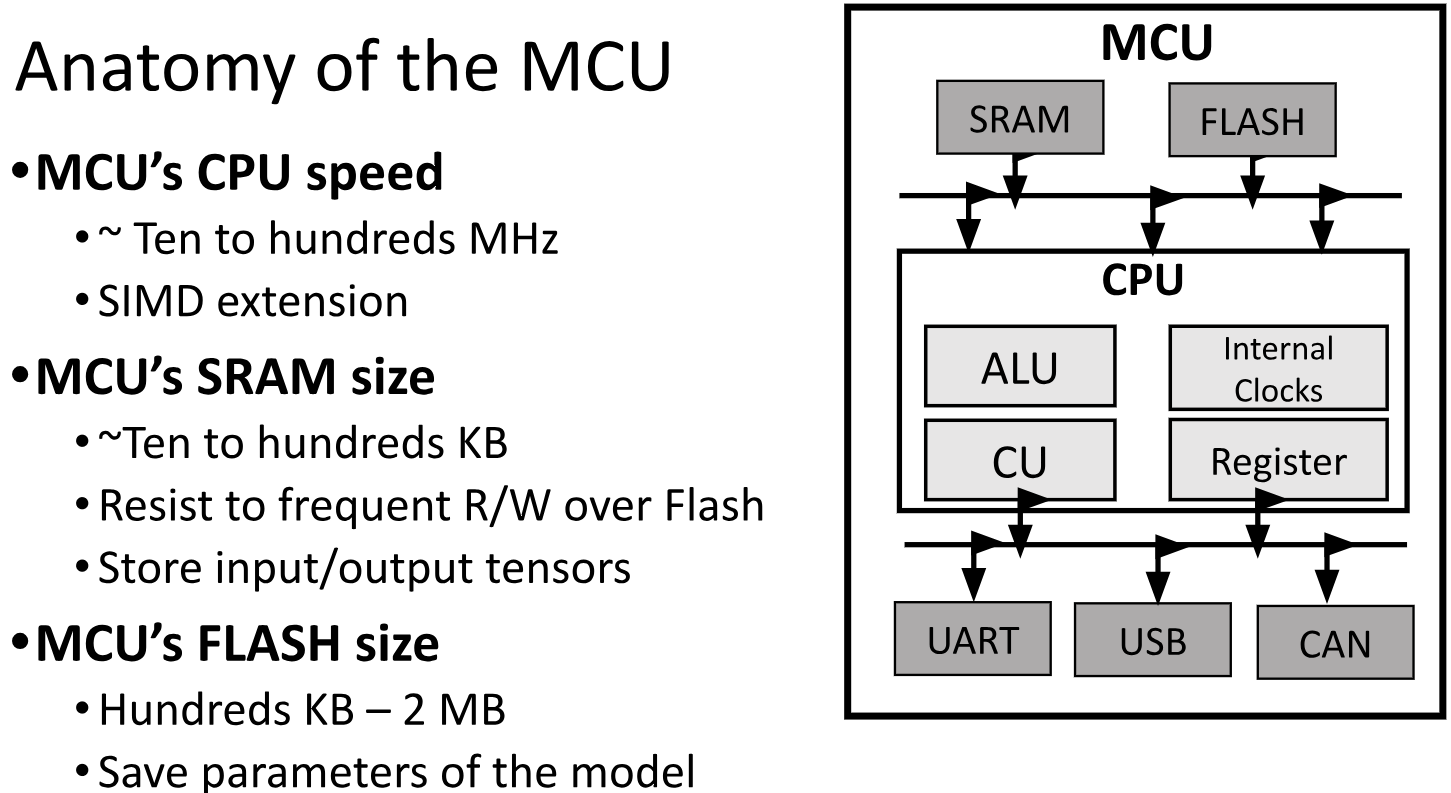 Anatomy of the MCU
•MCU’s CPU speed
•~ Ten to hundreds MHz
•SIMD extension
•MCU’s SRAM size
•~Ten to hundreds KB
•Resist to frequent R/W over Flash
•Store input/output tensors
•MCU’s FLASH size
•Hundreds KB – 2 MB
•Save parameters of the model
MCU
SRAM
FLASH
CPU
ALU
Internal
Clocks
CU
Register
UART
USB
CAN